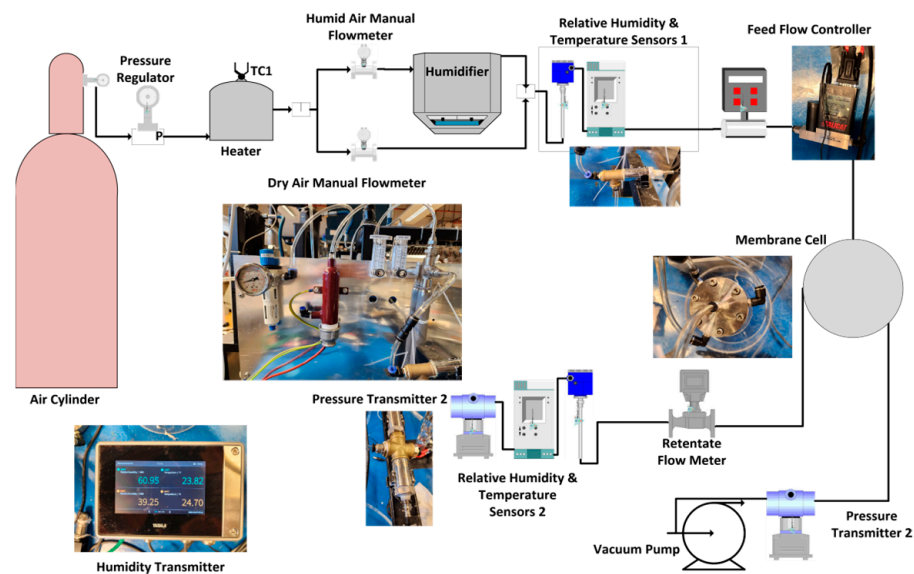 Humid Air Manual
Flowmeter
Relative Humidity &
Temperature Sensors 1
Feed Flow Controller
Pressure
Regulator
TC1
Humidifier
P
Heater
Dry Air Manual Flowmeter
Membrane Cell
Air Cylinder
Pressure Transmitter 2
Retentate
Flow Meter
Relative Humidity &
Temperature
Sensors 2
60.95 23.82
39.25 24.70
Vacuum Pump
Pressure
Transmitter 2
Humidity Transmitter